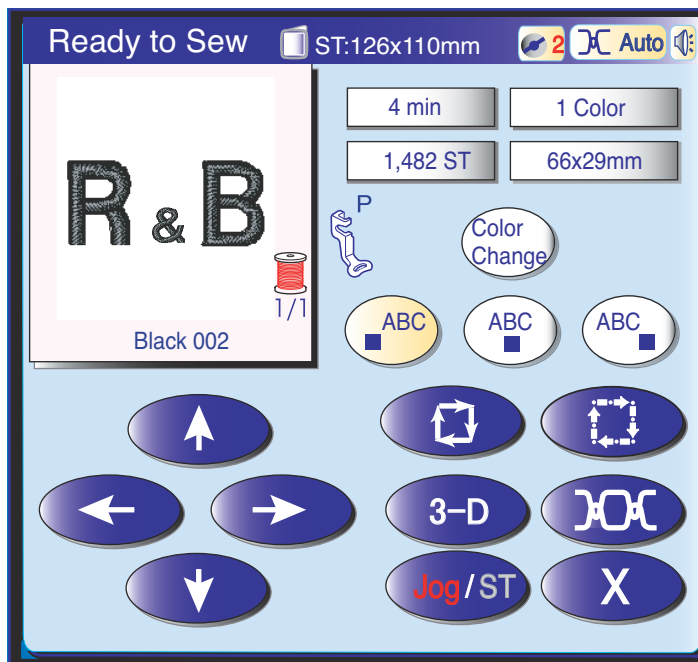 Ready to Sew
ST:126x110mm
2
Auto
R & B
1/1
Black 002
4 min
1 Color
1,482 ST
66x29mm
P
Color
Change
ABC
ABC
ABC
3-D
Jog/ST
X